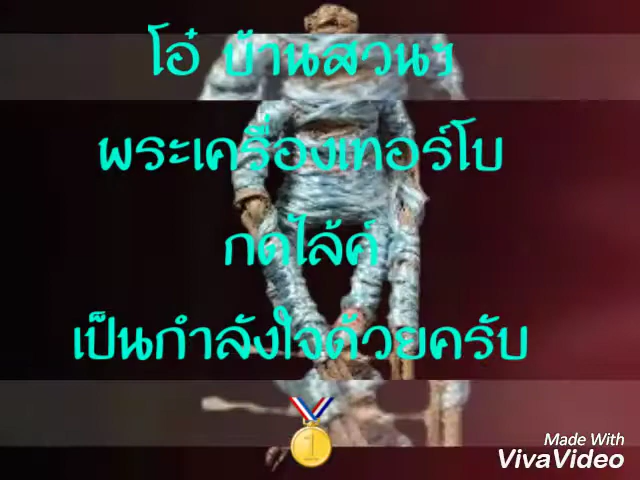 โอ๋ บ้านสวนฯ
พระเครื่องเทอร์โบ
กดไล้ค์
เป็นกำลังใจด้วยครับ
1
Made With
VivaVideo